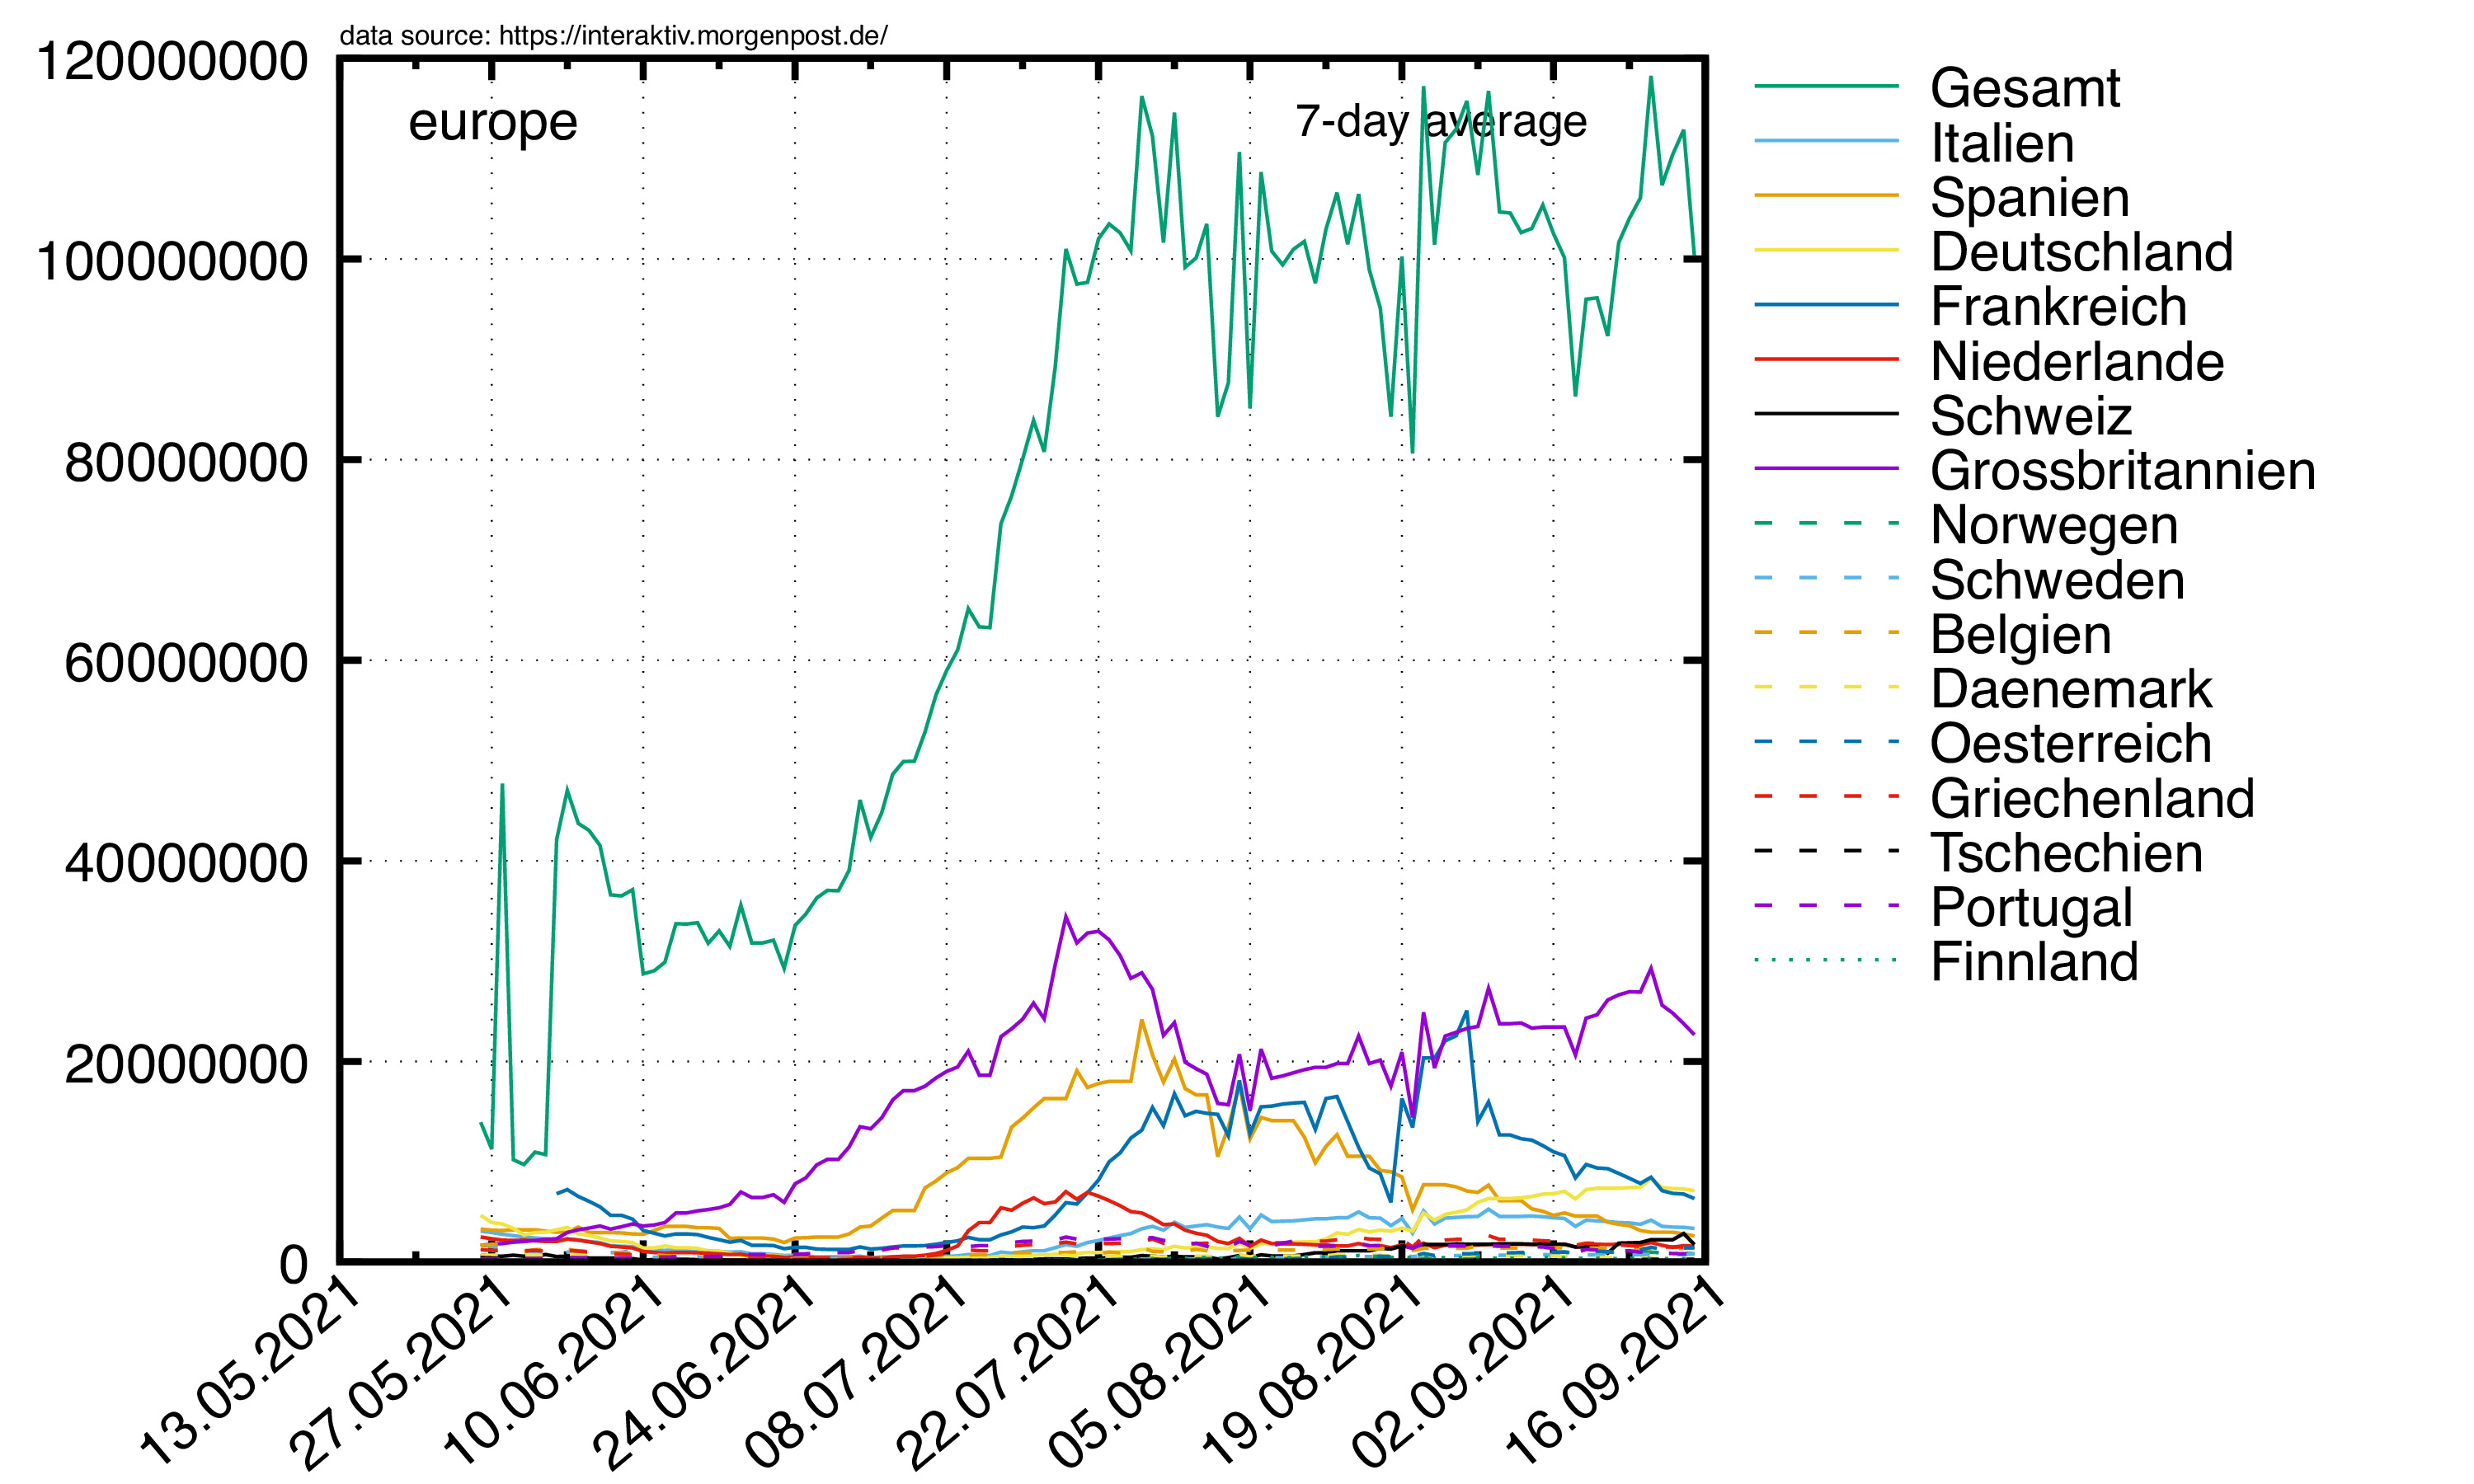 data source: https://interaktiv.morgenpost.de/
europe
7-day average
120000000
100000000
80000000
60000000
40000000
20000000
0
13.05.2021
27.05.2021
10.06.2021
24.06.2021
08.07.2021
22.07.2021
05.08.2021
19.08.2021
02.09.2021
16.09.2021
Gesamt
Italien
Spanien
Deutschland
Frankreich
Niederlande
Schweiz
Grossbritannien
Norwegen
Schweden
Belgien
Daenemark
Oesterreich
Griechenland
Tschechien
Portugal
Finnland